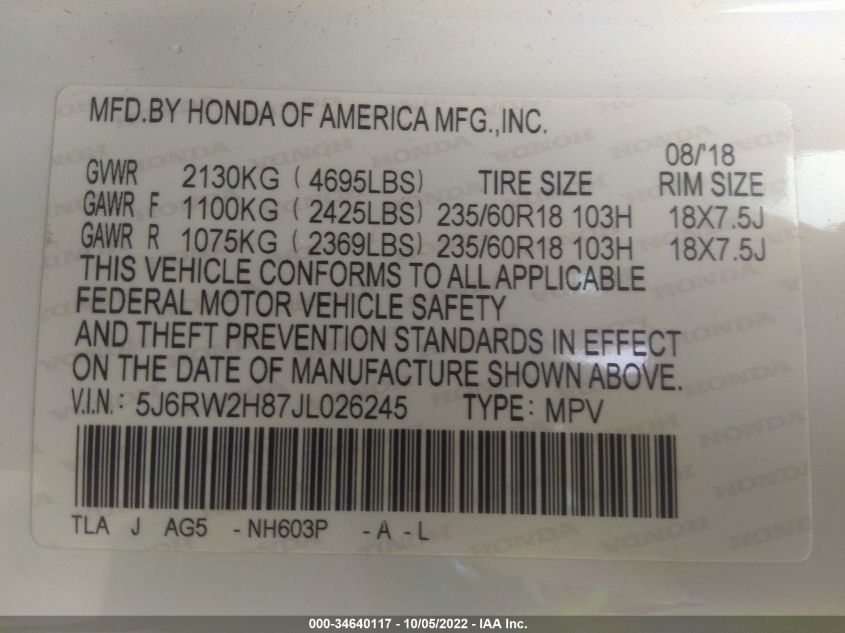 MFD.BY HONDA OF AMERICA MFG.,INC.
08/'18
GVWR 2130KG ( 4695LBS) TIRE SIZE RIM SIZE
GAWR F 1100KG ( 2425LBS) 235/60R18 103H 18X7.5J
GAWR R 1075KG ( 2369LBS) 235/60R18 103H 18X7.5J
THIS VEHICLE CONFORMS TO ALL APPLICABLE
FEDERAL MOTOR VEHICLE SAFETY
AND THEFT PREVENTION STANDARDS IN EFFECT
ON THE DATE OF MANUFACTURE SHOWN ABOVE.
V.I.N.: 5J6RW2H87JL026245 TYPE: MPV
TLA J AG5 - NH603P - A - L
000-34640117 - 10/05/2022 - IAA Inc.